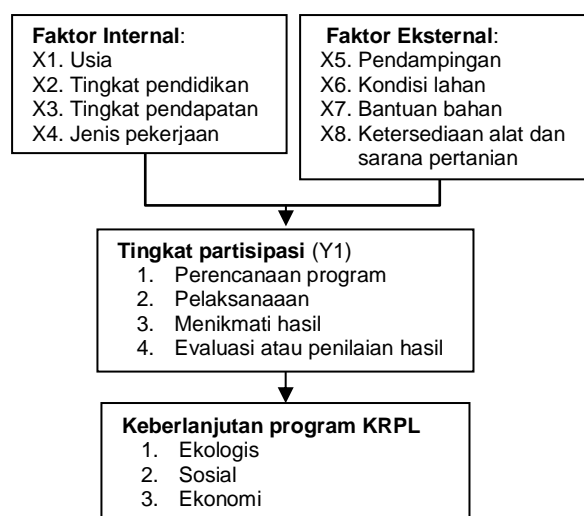 Faktor Internal:
X1. Usia
X2. Tingkat pendidikan
X3. Tingkat pendapatan
X4. Jenis pekerjaan
Faktor Eksternal:
X5. Pendampingan
X6. Kondisi lahan
X7. Bantuan bahan
X8. Ketersediaan alat dan
sarana pertanian
Tingkat partisipasi (Y1)
1. Perencanaan program
2. Pelaksanaaan
3. Menikmati hasil
4. Evaluasi atau penilaian hasil
Keberlanjutan program KRPL
1. Ekologis
2. Sosial
3. Ekonomi